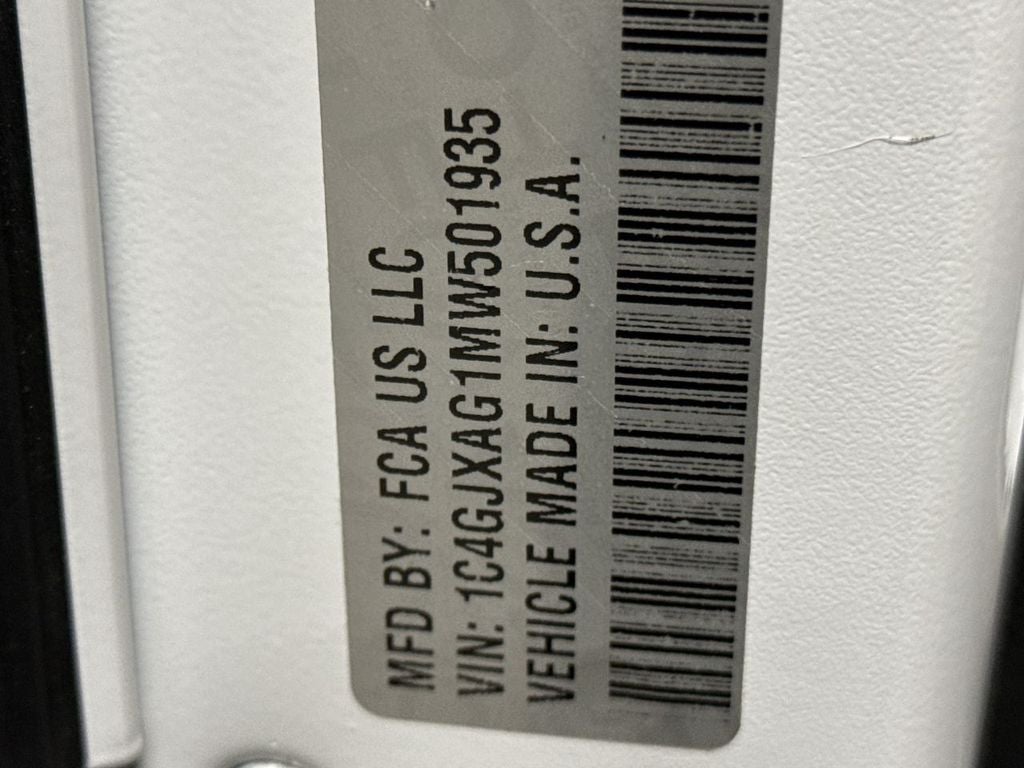 MFD BY: FCA US LLC
VIN: 1C4GJXAG1MW501935
VEHICLE MADE IN: U.S.A.